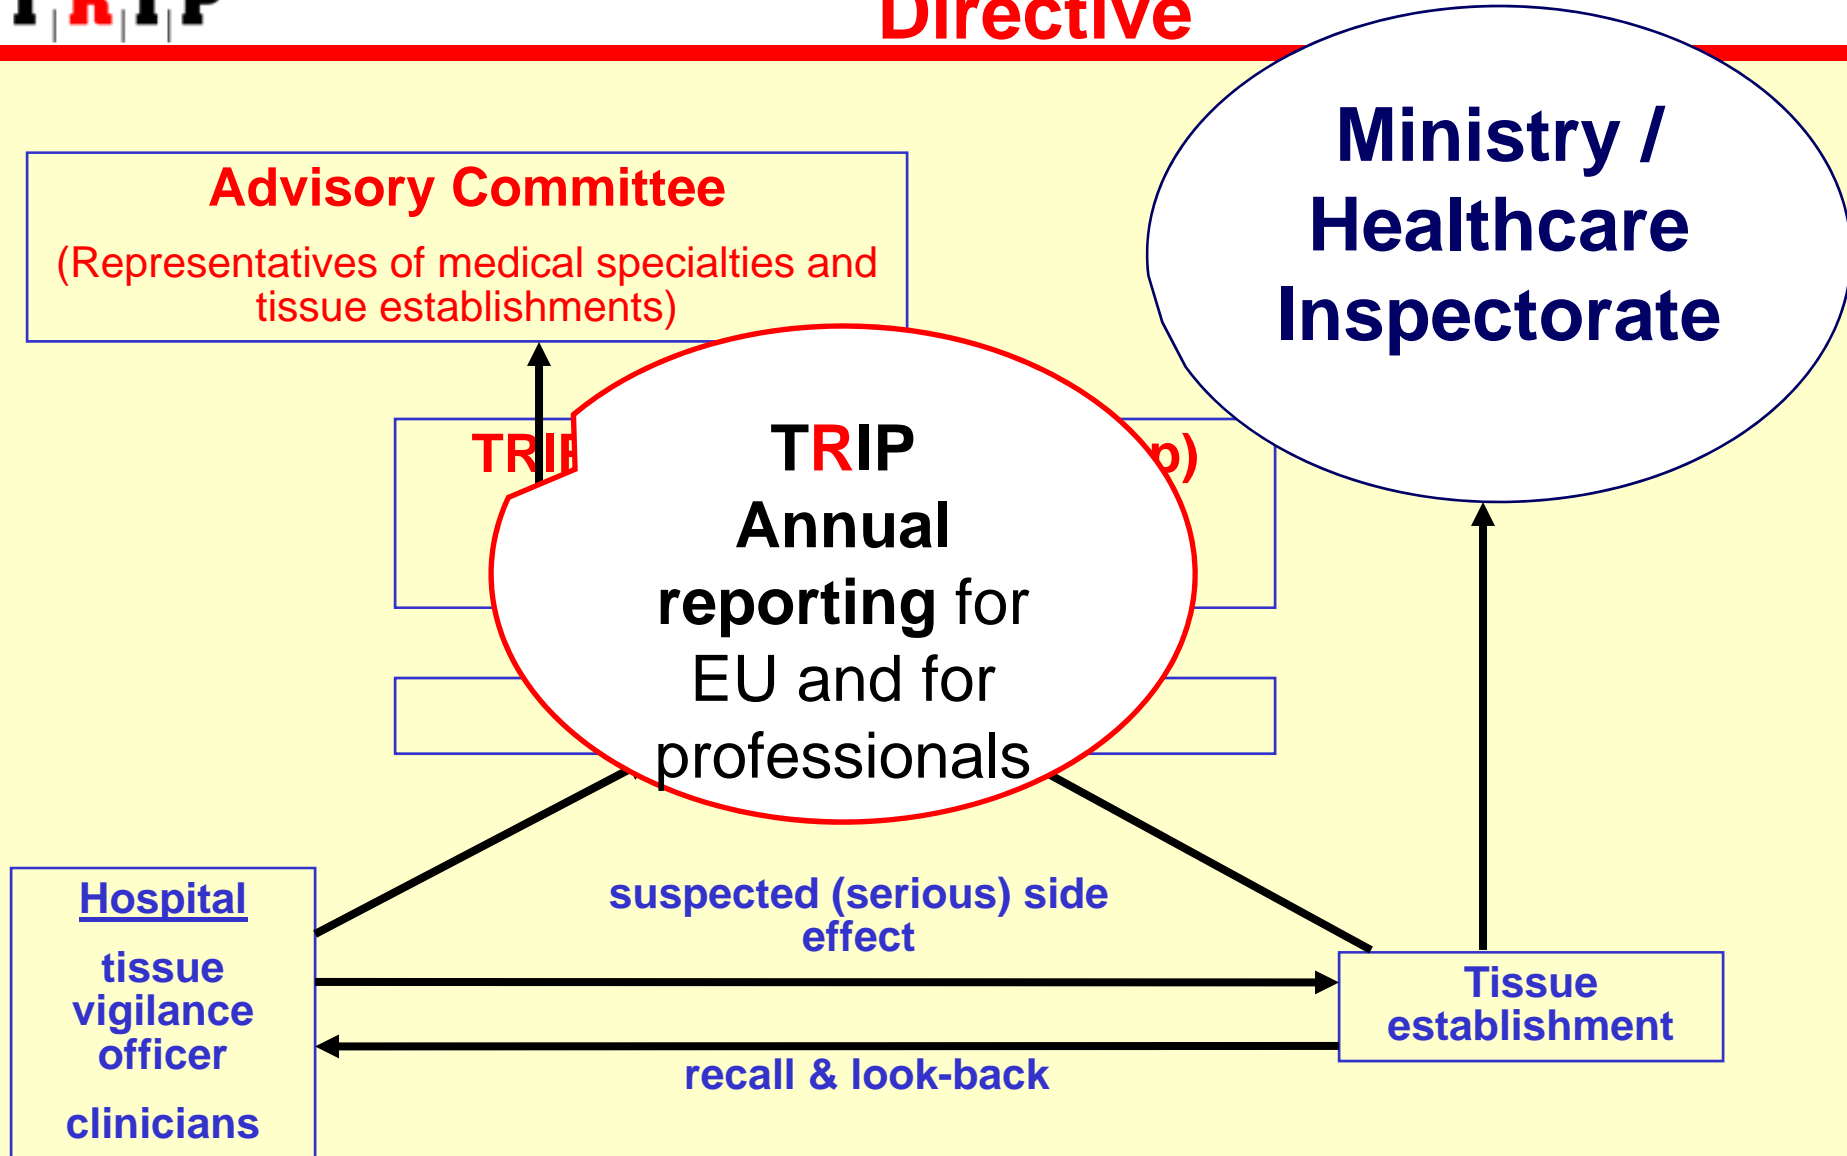 TRIP
Directive
Ministry /
Healthcare
Inspectorate
Advisory Committee
(Representatives of medical specialties and
tissue establishments)
p)
TRIP
Annual
reporting for
EU and for
professionals
Hospital
tissue
vigilance
officer
clinicians
suspected (serious) side
effect
recall & look-back
Tissue
establishment